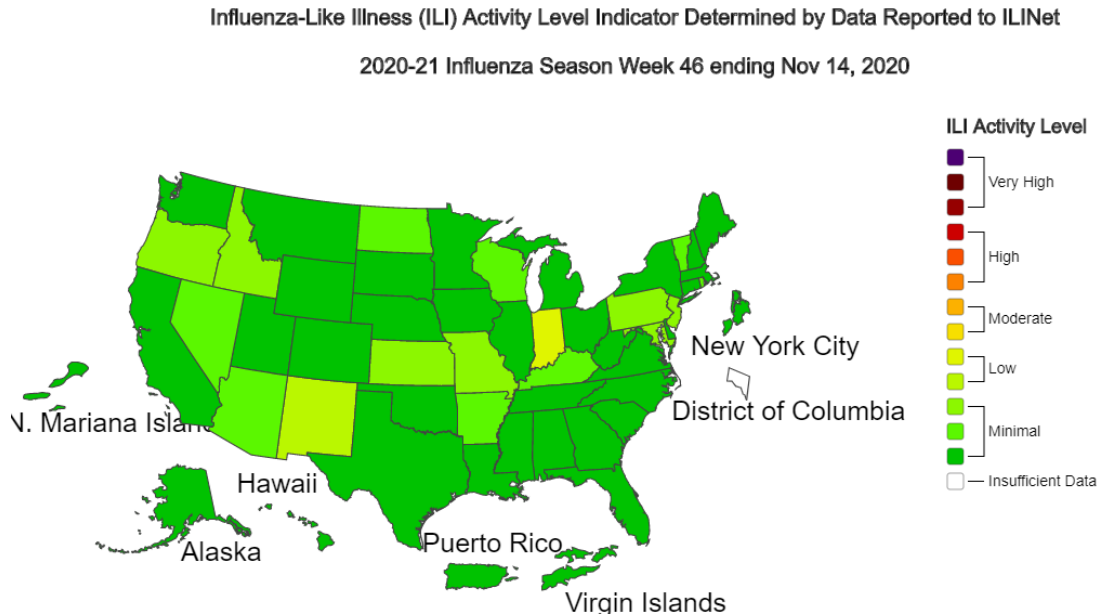 Influenza-Like Illness (ILI) Activity Level Indicator Determined by Data Reported to ILINet
2020-21 Influenza Season Week 46 ending Nov 14, 2020
ILI Activity Level
Very High
High
Moderate
Low
Minimal
Insufficient Data
New York City
District of Columbia
N. Mariana Islan
Hawaii
Alaska
Puerto Rico
Virgin Islands